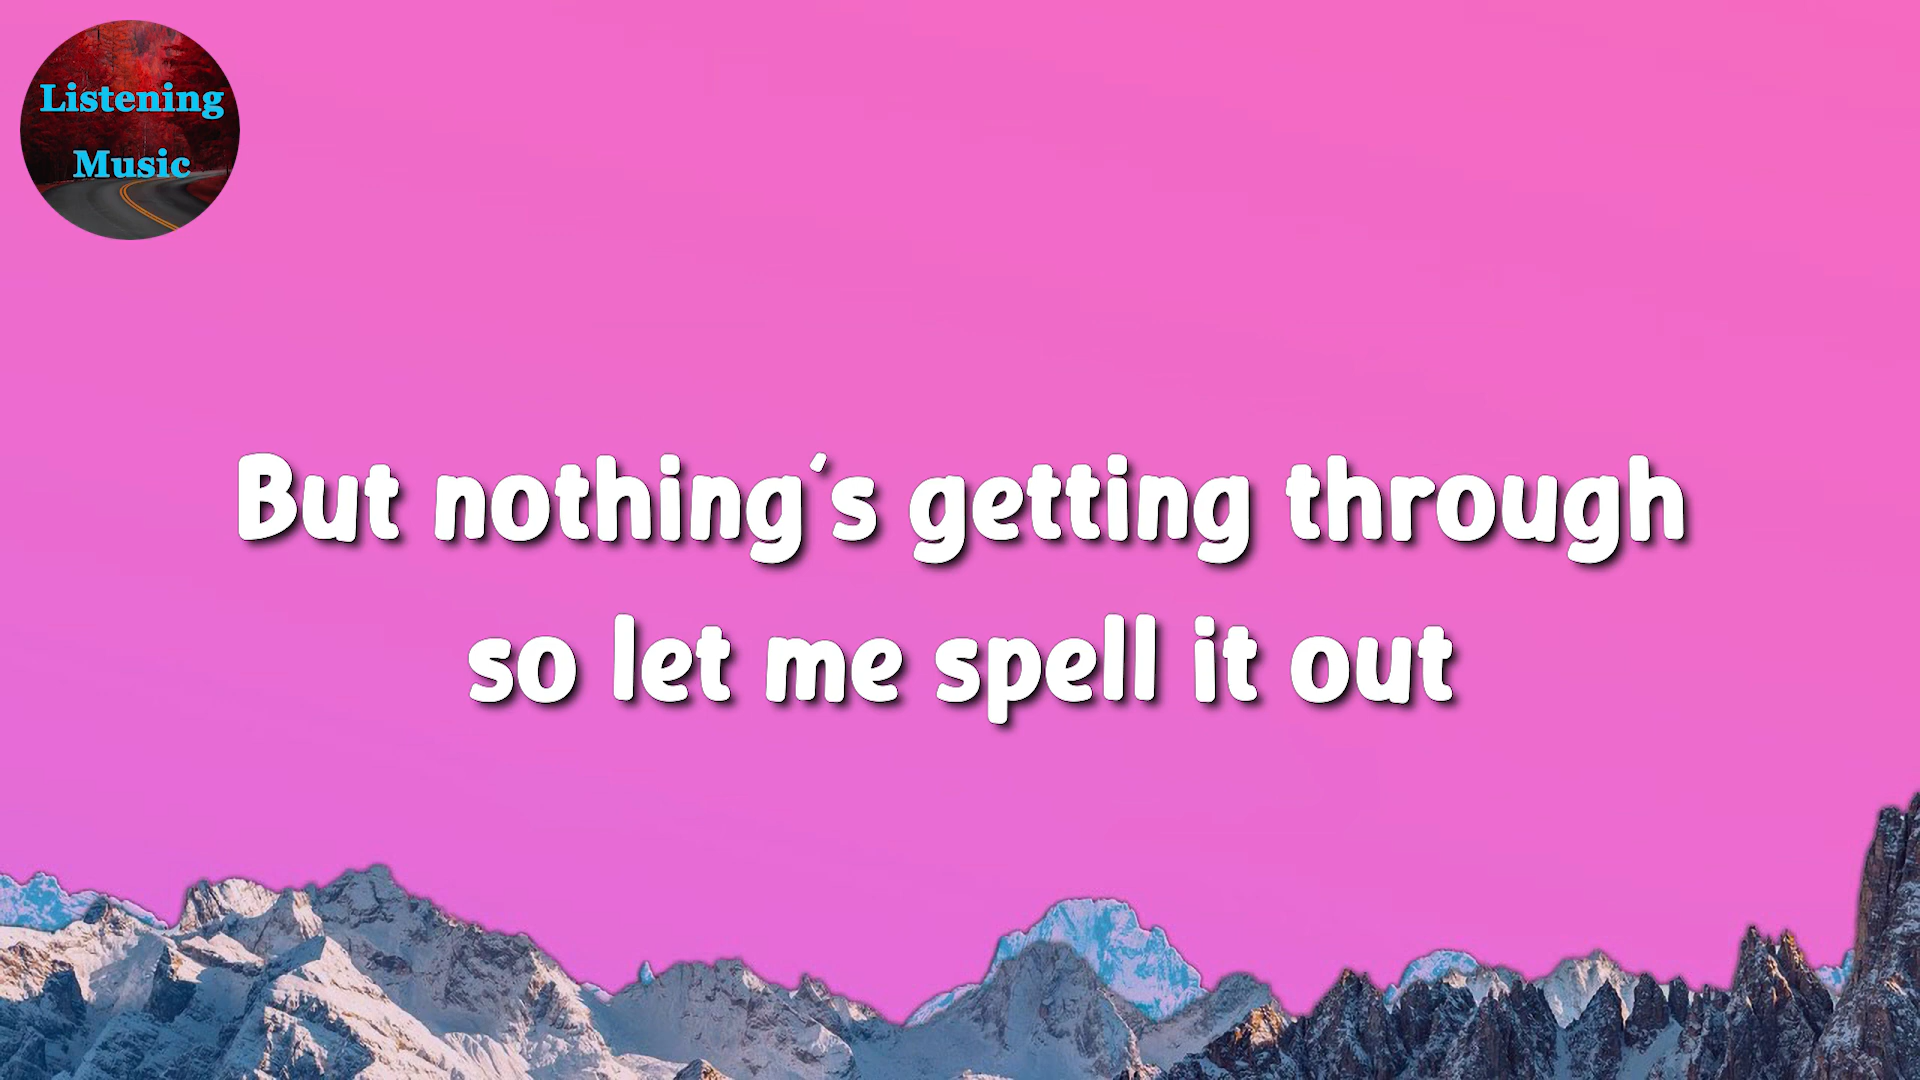 Listening
Music
But nothing's getting through
so let me spell it out